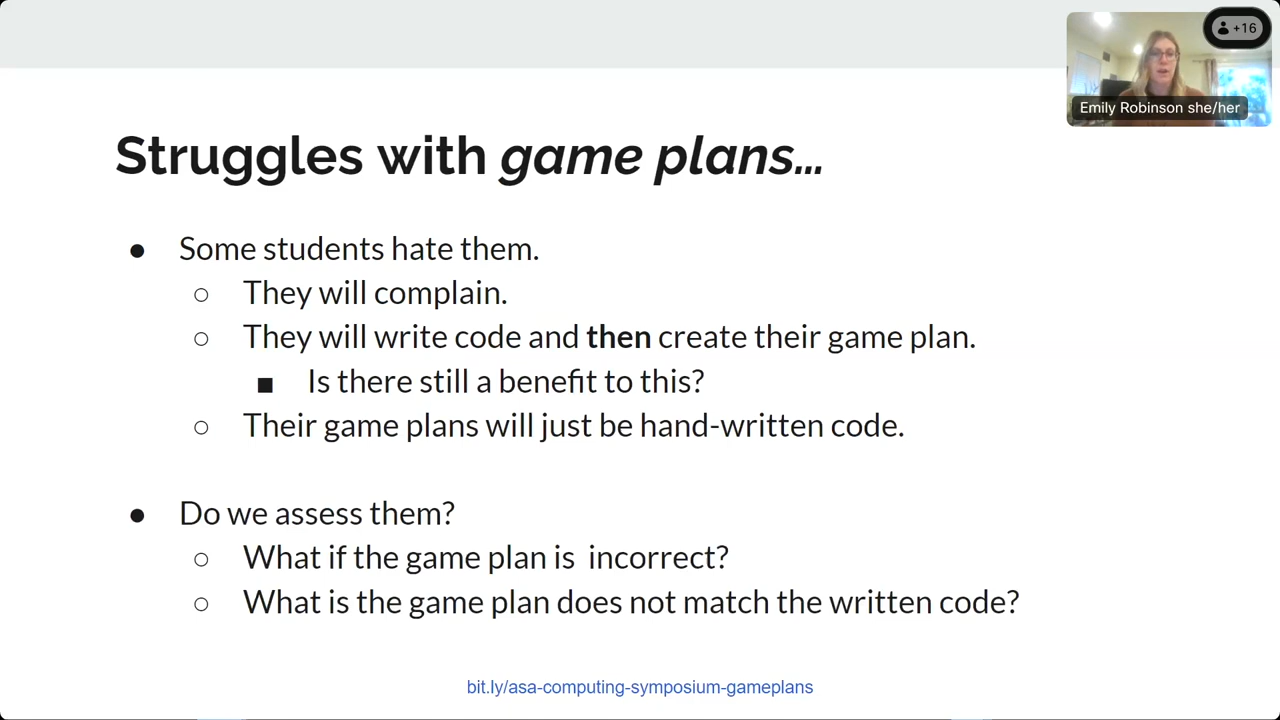 +16
Emily Robinson she/her
Struggles with game plans...
● Some students hate them.
○ They will complain.
○ They will write code and then create their game plan.
■ Is there still a benefit to this?
○ Their game plans will just be hand-written code.
● Do we assess them?
○ What if the game plan is  incorrect?
○ What is the game plan does not match the written code?
bit.ly/asa-computing-symposium-gameplans